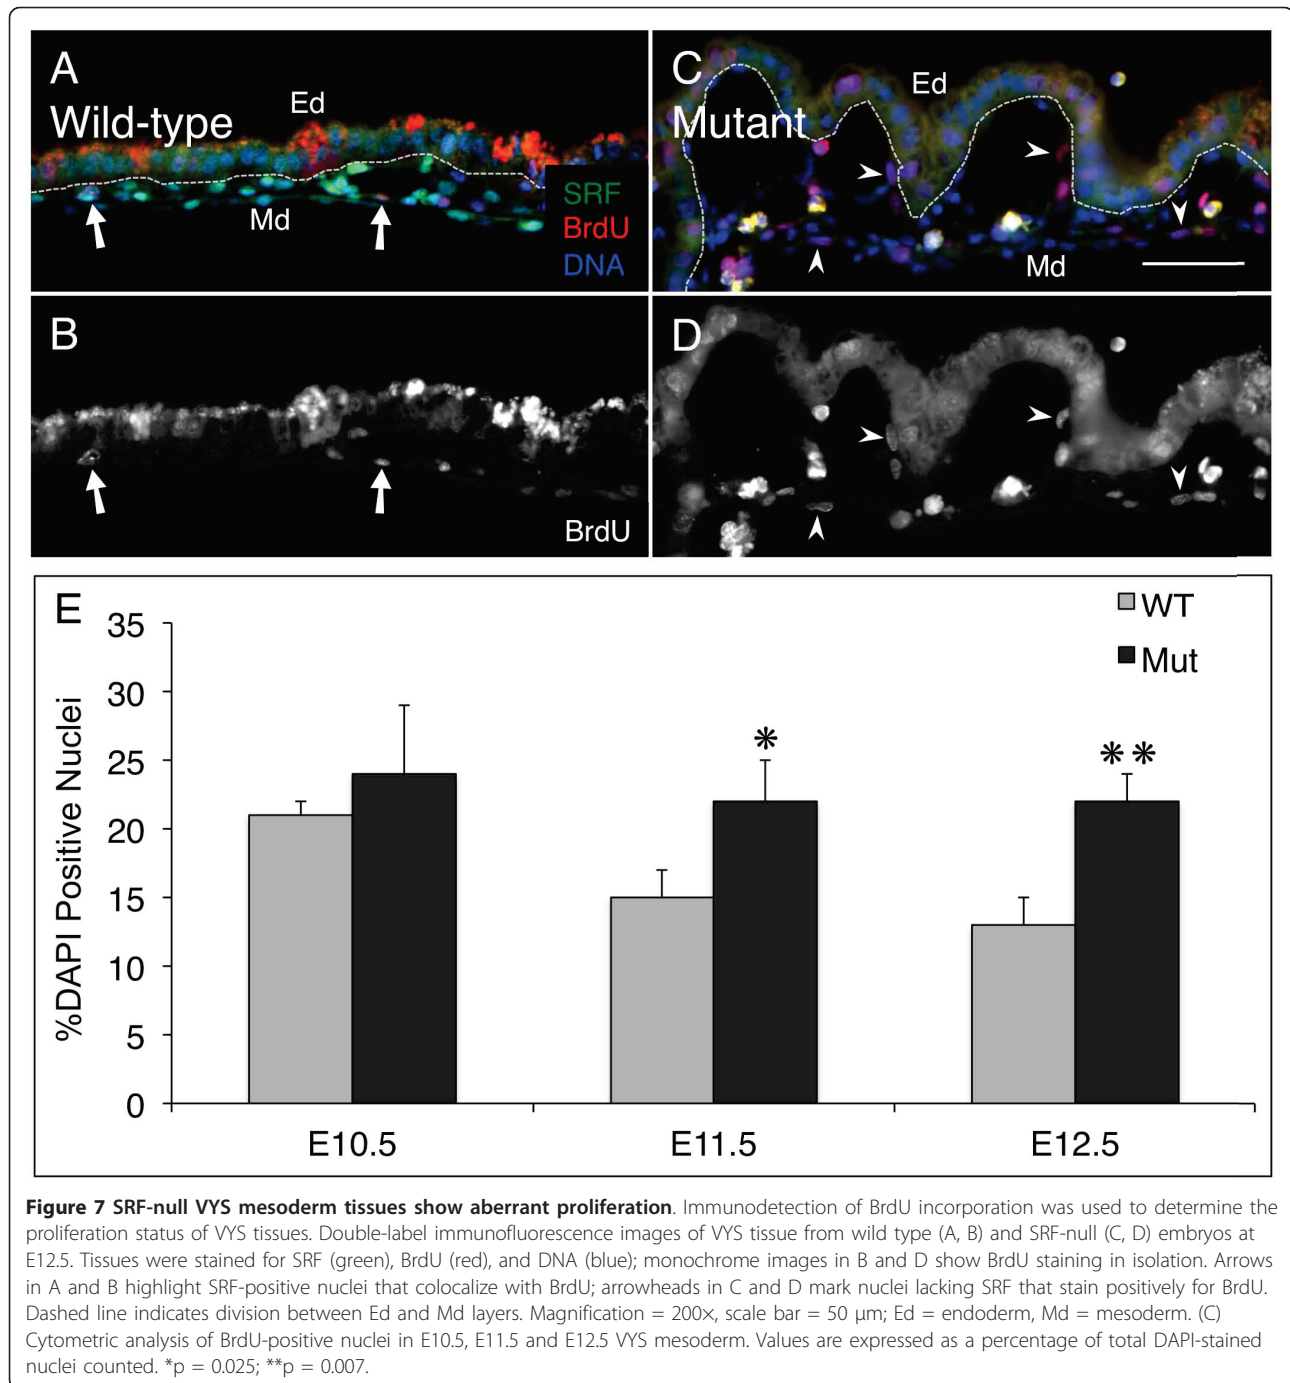 A
Wild-type
Ed
Md
SRF
BrdU
DNA
C
Mutant
Ed
Md
B
BrdU
D
E
WT
Mut
%DAPI Positive Nuclei
35
30
25
20
15
10
5
0
*
**
E10.5
E11.5
E12.5
Figure 7 SRF-null VYS mesoderm tissues show aberrant proliferation. Immunodetection of BrdU incorporation was used to determine the
proliferation status of VYS tissues. Double-label immunofluorescence images of VYS tissue from wild type (A, B) and SRF-null (C, D) embryos at
E12.5. Tissues were stained for SRF (green), BrdU (red), and DNA (blue); monochrome images in B and D show BrdU staining in isolation. Arrows
in A and B highlight SRF-positive nuclei that colocalize with BrdU; arrowheads in C and D mark nuclei lacking SRF that stain positively for BrdU.
Dashed line indicates division between Ed and Md layers. Magnification = 200×, scale bar = 50 μm; Ed = endoderm, Md = mesoderm. (C)
Cytometric analysis of BrdU-positive nuclei in E10.5, E11.5 and E12.5 VYS mesoderm. Values are expressed as a percentage of total DAPI-stained
nuclei counted. *p = 0.025; **p = 0.007.